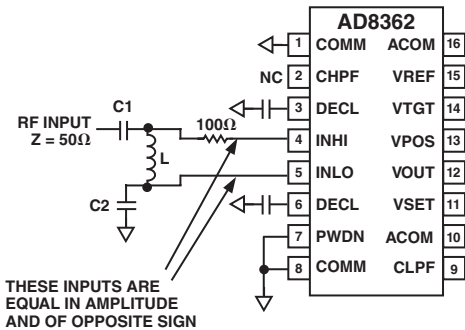 AD8362
1 COMM ACOM 16
NC 2 CHPF VREF 15
3 DECL VTGT 14
C1
RF INPUT
Z = 50Ω
100Ω
4 INHI VPOS 13
L
5 INLO VOUT 12
C2
6 DECL VSET 11
7 PWDN ACOM 10
8 COMM CLPF 9
THESE INPUTS ARE
EQUAL IN AMPLITUDE
AND OF OPPOSITE SIGN